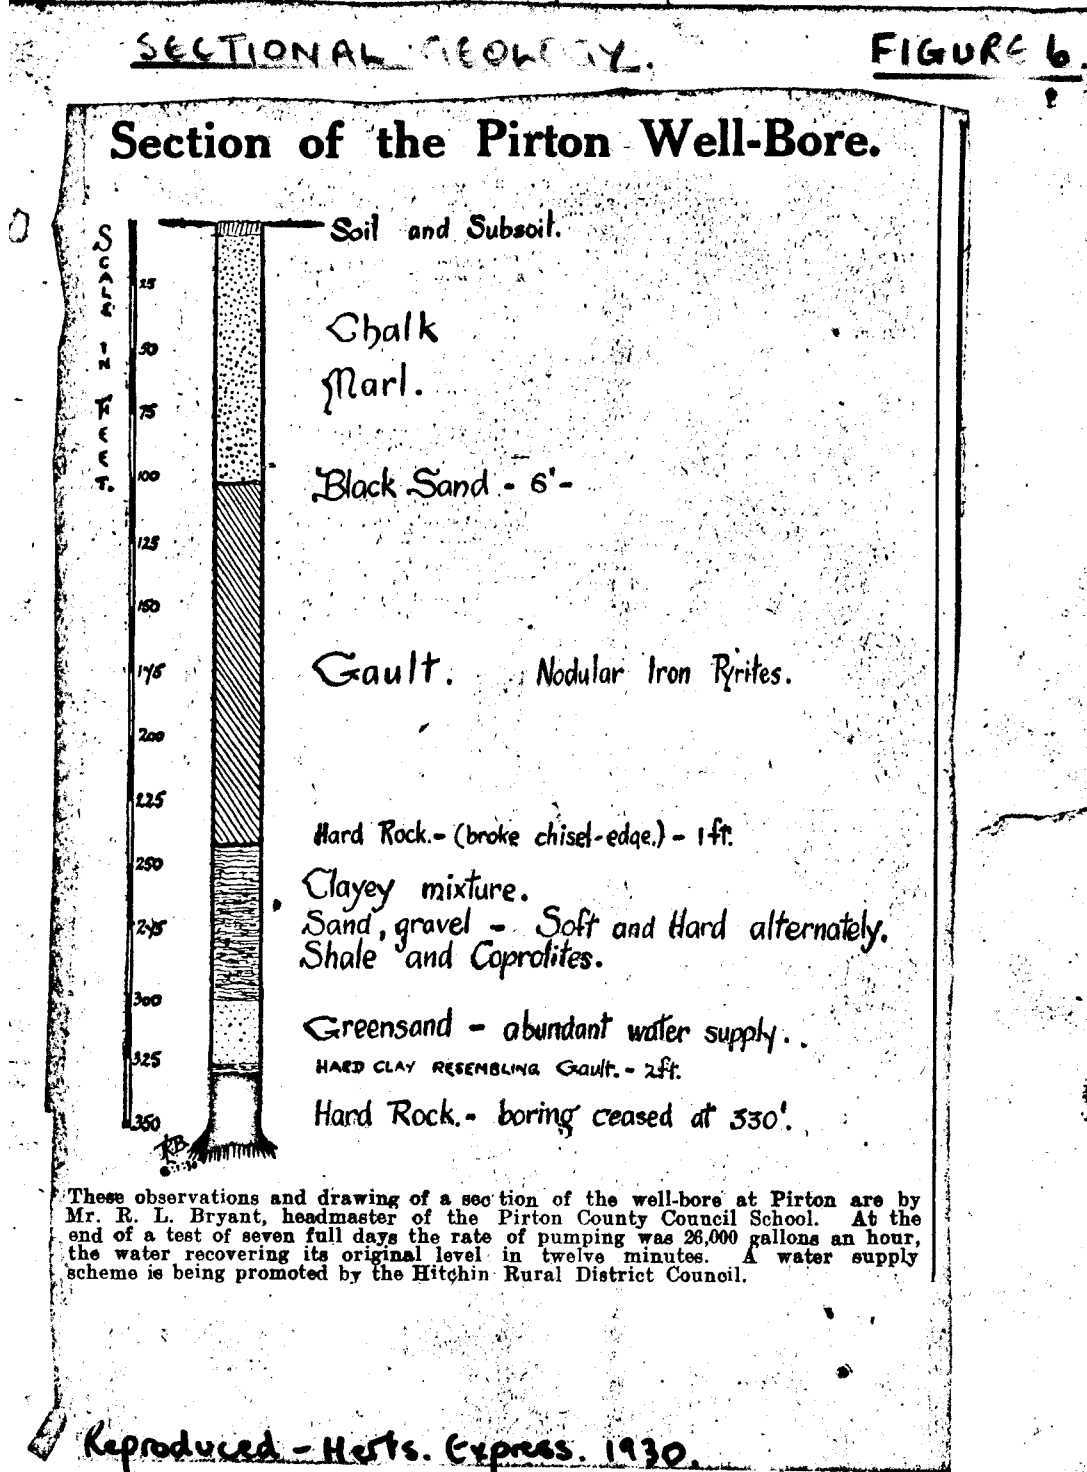 SECTIONAL GEOLOGY.
FIGURE 6.
Section of the Pirton Well-Bore.
SCALE IN FEET.
Soil and Subsoil.
25
Chalk
50
Marl.
75
100
Black Sand - 6' -
125
150
175
Gault. Nodular Iron Pyrites.
200
225
Hard Rock. - (broke chisel-edge.) - 1 ft.
250
Clayey mixture.
275
Sand, gravel - Soft and Hard alternately.
Shale and Coprolites.
300
Greensand - abundant water supply..
325
HARD CLAY RESEMBLING Gault. - 2ft.
350
Hard Rock. - boring ceased at 330'.
RB
These observations and drawing of a section of the well-bore at Pirton are by
Mr. R. L. Bryant, headmaster of the Pirton County Council School. At the
end of a test of seven full days the rate of pumping was 26,000 gallons an hour,
the water recovering its original level in twelve minutes. A water supply
scheme is being promoted by the Hitchin Rural District Council.
Reproduced - Herts. Express. 1930.